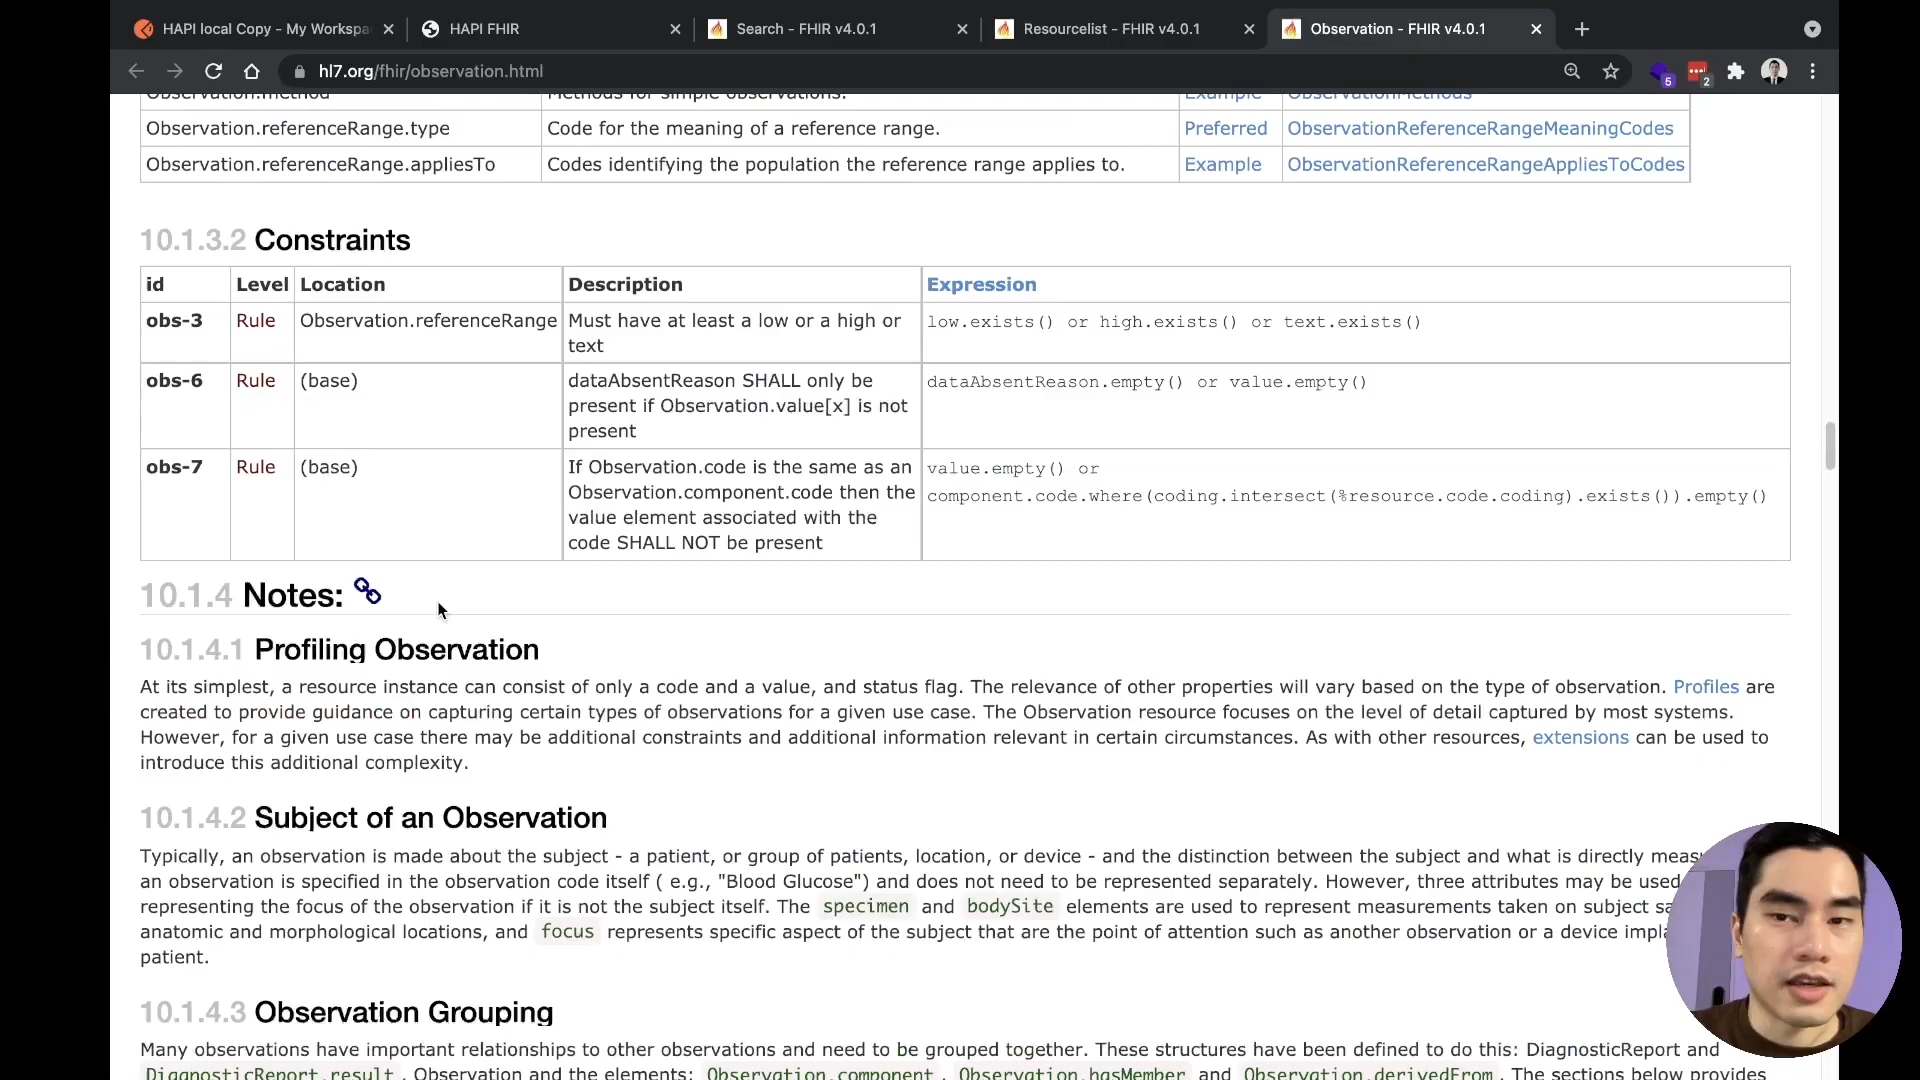 HAPI local Copy - My Workspa
HAPI FHIR
Search - FHIR v4.0.1
Resourcelist - FHIR v4.0.1
Observation - FHIR v4.0.1
hl7.org/fhir/observation.html
5
2
Observation.method Methods for simple observations. Example ObservationMethods
Observation.referenceRange.type Code for the meaning of a reference range. Preferred ObservationReferenceRangeMeaningCodes
Observation.referenceRange.appliesTo Codes identifying the population the reference range applies to. Example ObservationReferenceRangeAppliesToCodes
10.1.3.2 Constraints
id Level Location Description Expression
obs-3 Rule Observation.referenceRange Must have at least a low or a high or low.exists() or high.exists() or text.exists()
text
obs-6 Rule (base) dataAbsentReason SHALL only be dataAbsentReason.empty() or value.empty()
present if Observation.value[x] is not
present
obs-7 Rule (base) If Observation.code is the same as an value.empty() or
Observation.component.code then the component.code.where(coding.intersect(%resource.code.coding).exists()).empty()
value element associated with the
code SHALL NOT be present
10.1.4 Notes:
10.1.4.1 Profiling Observation
At its simplest, a resource instance can consist of only a code and a value, and status flag. The relevance of other properties will vary based on the type of observation. Profiles are
created to provide guidance on capturing certain types of observations for a given use case. The Observation resource focuses on the level of detail captured by most systems.
However, for a given use case there may be additional constraints and additional information relevant in certain circumstances. As with other resources, extensions can be used to
introduce this additional complexity.
10.1.4.2 Subject of an Observation
Typically, an observation is made about the subject - a patient, or group of patients, location, or device - and the distinction between the subject and what is directly meas
an observation is specified in the observation code itself ( e.g., "Blood Glucose") and does not need to be represented separately. However, three attributes may be used
representing the focus of the observation if it is not the subject itself. The specimen and bodySite elements are used to represent measurements taken on subject sa
anatomic and morphological locations, and focus represents specific aspect of the subject that are the point of attention such as another observation or a device impla
patient.
10.1.4.3 Observation Grouping
Many observations have important relationships to other observations and need to be grouped together. These structures have been defined to do this: DiagnosticReport and
DiagnosticReport.result, Observation and the elements: Observation.component, Observation.hasMember and Observation.derivedFrom. The sections below provides